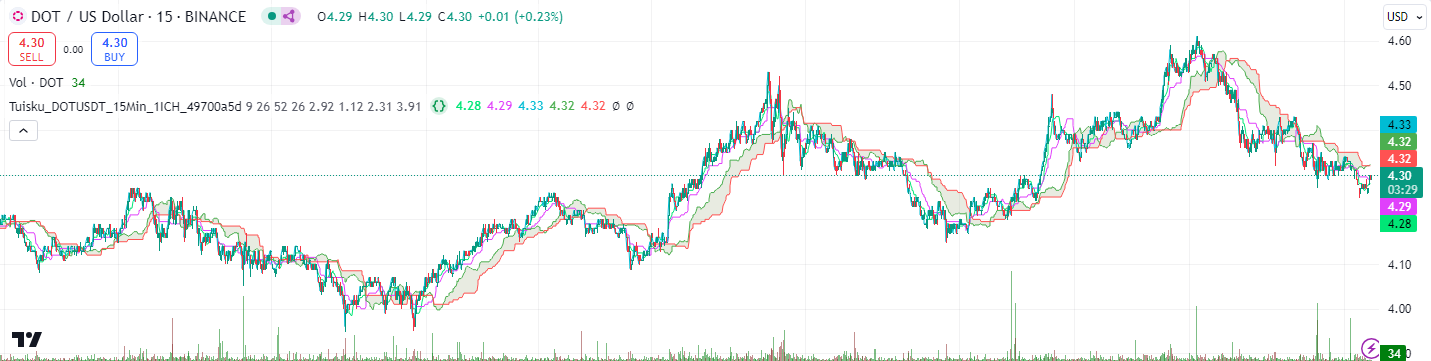 DOT / US Dollar · 15 · BINANCE O4.29 H4.30 L4.29 C4.30 +0.01 (+0.23%)
USD
4.30 SELL 0.00 4.30 BUY
Vol · DOT 34
Tuisku_DOTUSDT_15Min_1ICH_49700a5d 9 26 52 26 2.92 1.12 2.31 3.91 4.28 4.29 4.33 4.32 4.32 Ø Ø
4.60
4.50
4.33
4.32
4.32
4.30
03:29
4.29
4.28
4.10
4.00
34